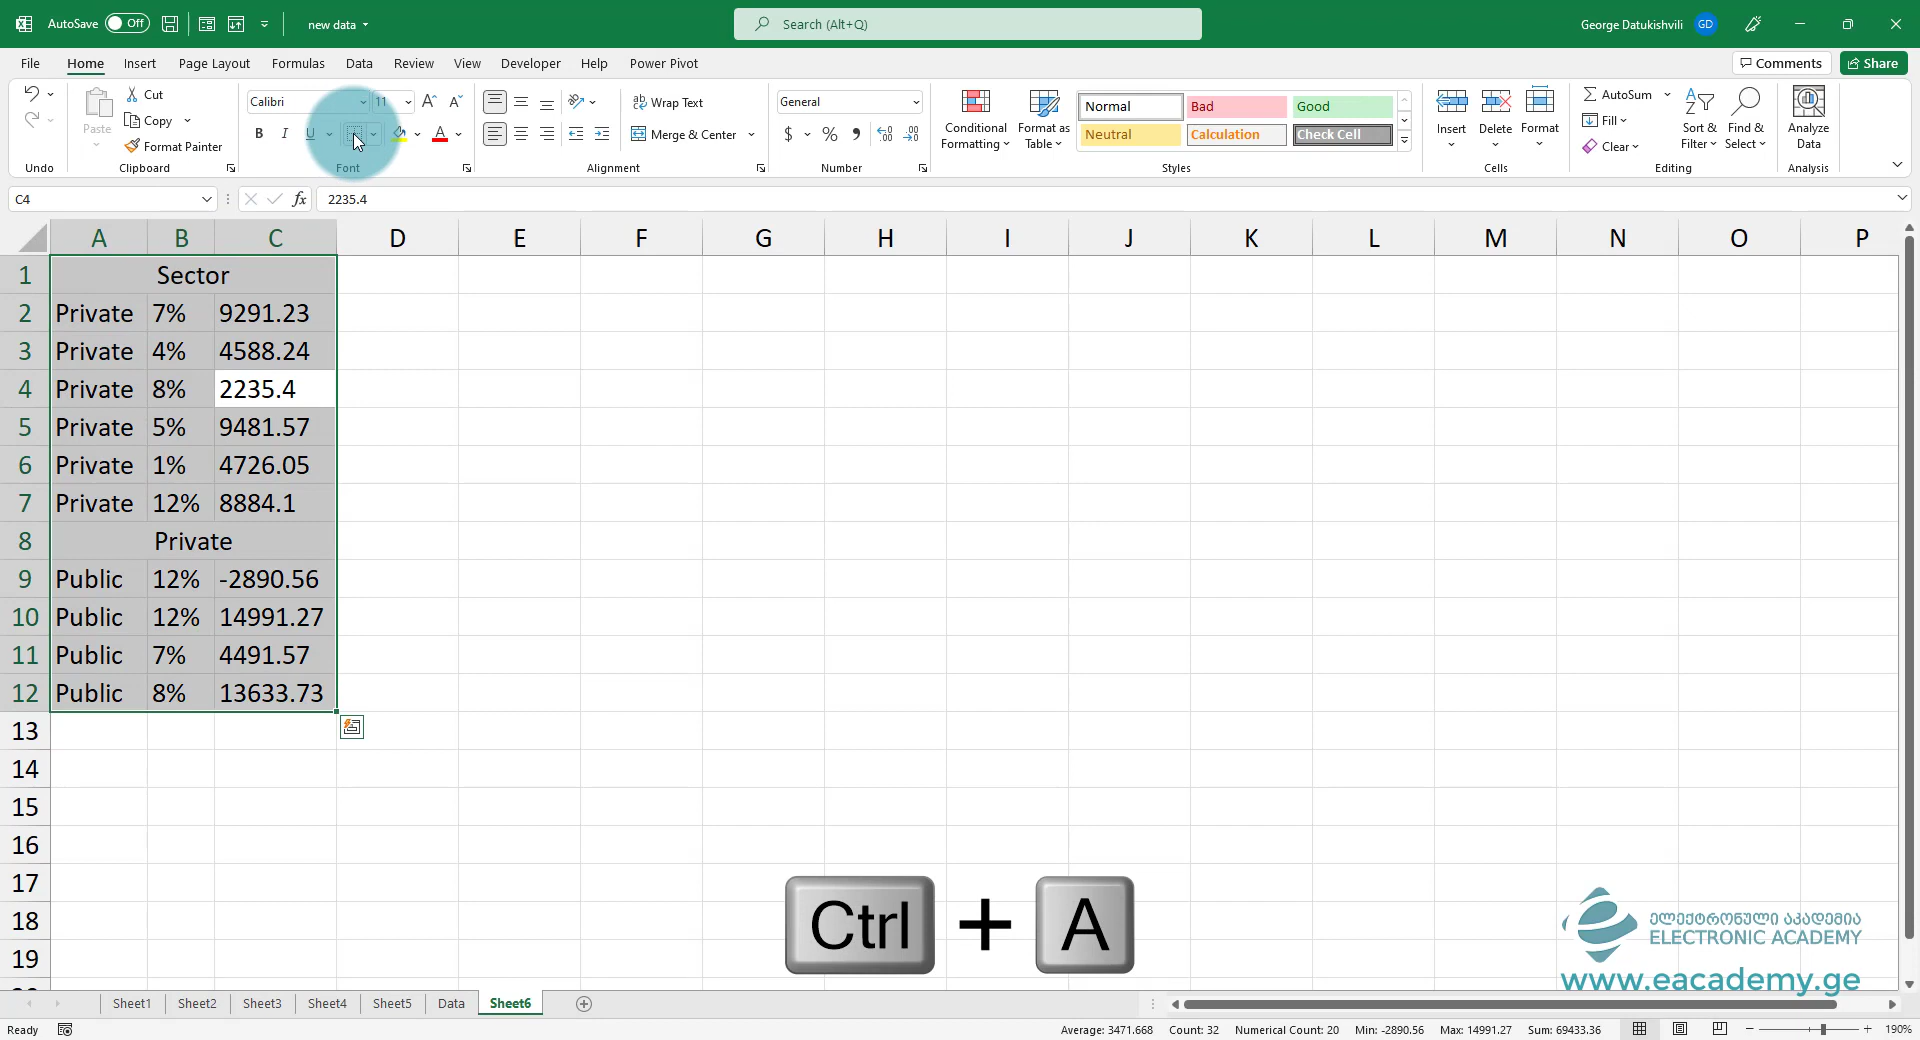 AutoSave Off new data Search (Alt+Q) George Datukishvili GD
File Home Insert Page Layout Formulas Data Review View Developer Help Power Pivot Comments Share
Cut Calibri 11 Wrap Text General Normal Bad Good AutoSum
Paste Copy Conditional Formatting Format as Table Insert Delete Format Fill Sort & Filter Find & Select Analyze Data
B I U A Merge & Center $ % Neutral Calculation Check Cell
Format Painter Clear
Undo Clipboard Font Alignment Number Styles Cells Editing Analysis
C4 fx 2235.4
A B C D E F G H I J K L M N O P
1 Sector
2 Private 7% 9291.23
3 Private 4% 4588.24
4 Private 8% 2235.4
5 Private 5% 9481.57
6 Private 1% 4726.05
7 Private 12% 8884.1
8 Private
9 Public 12% -2890.56
10 Public 12% 14991.27
11 Public 7% 4491.57
12 Public 8% 13633.73
13
14
15
16
17
18
19
Ctrl + A
ელექტრონული აკადემია
ELECTRONIC ACADEMY
www.eacademy.ge
Sheet1 Sheet2 Sheet3 Sheet4 Sheet5 Data Sheet6
Ready Average: 3471.668 Count: 32 Numerical Count: 20 Min: -2890.56 Max: 14991.27 Sum: 69433.36 190%